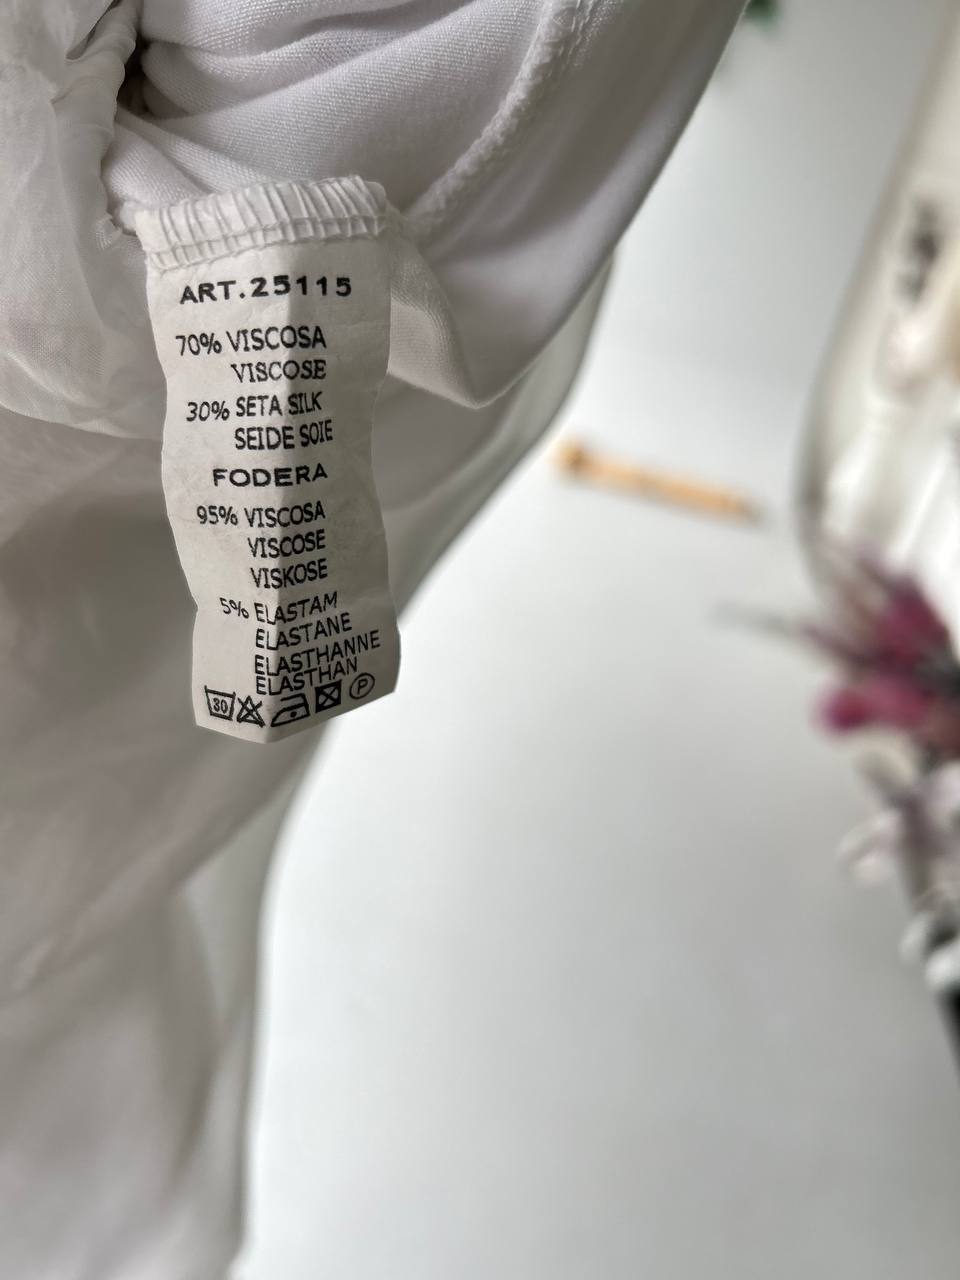 ART.25115
70% VISCOSA
VISCOSE
30% SETA SILK
SEIDE SOIE
FODERA
95% VISCOSA
VISCOSE
VISKOSE
5% ELASTAM
ELASTANE
ELASTHANNE
ELASTHAN
30 P